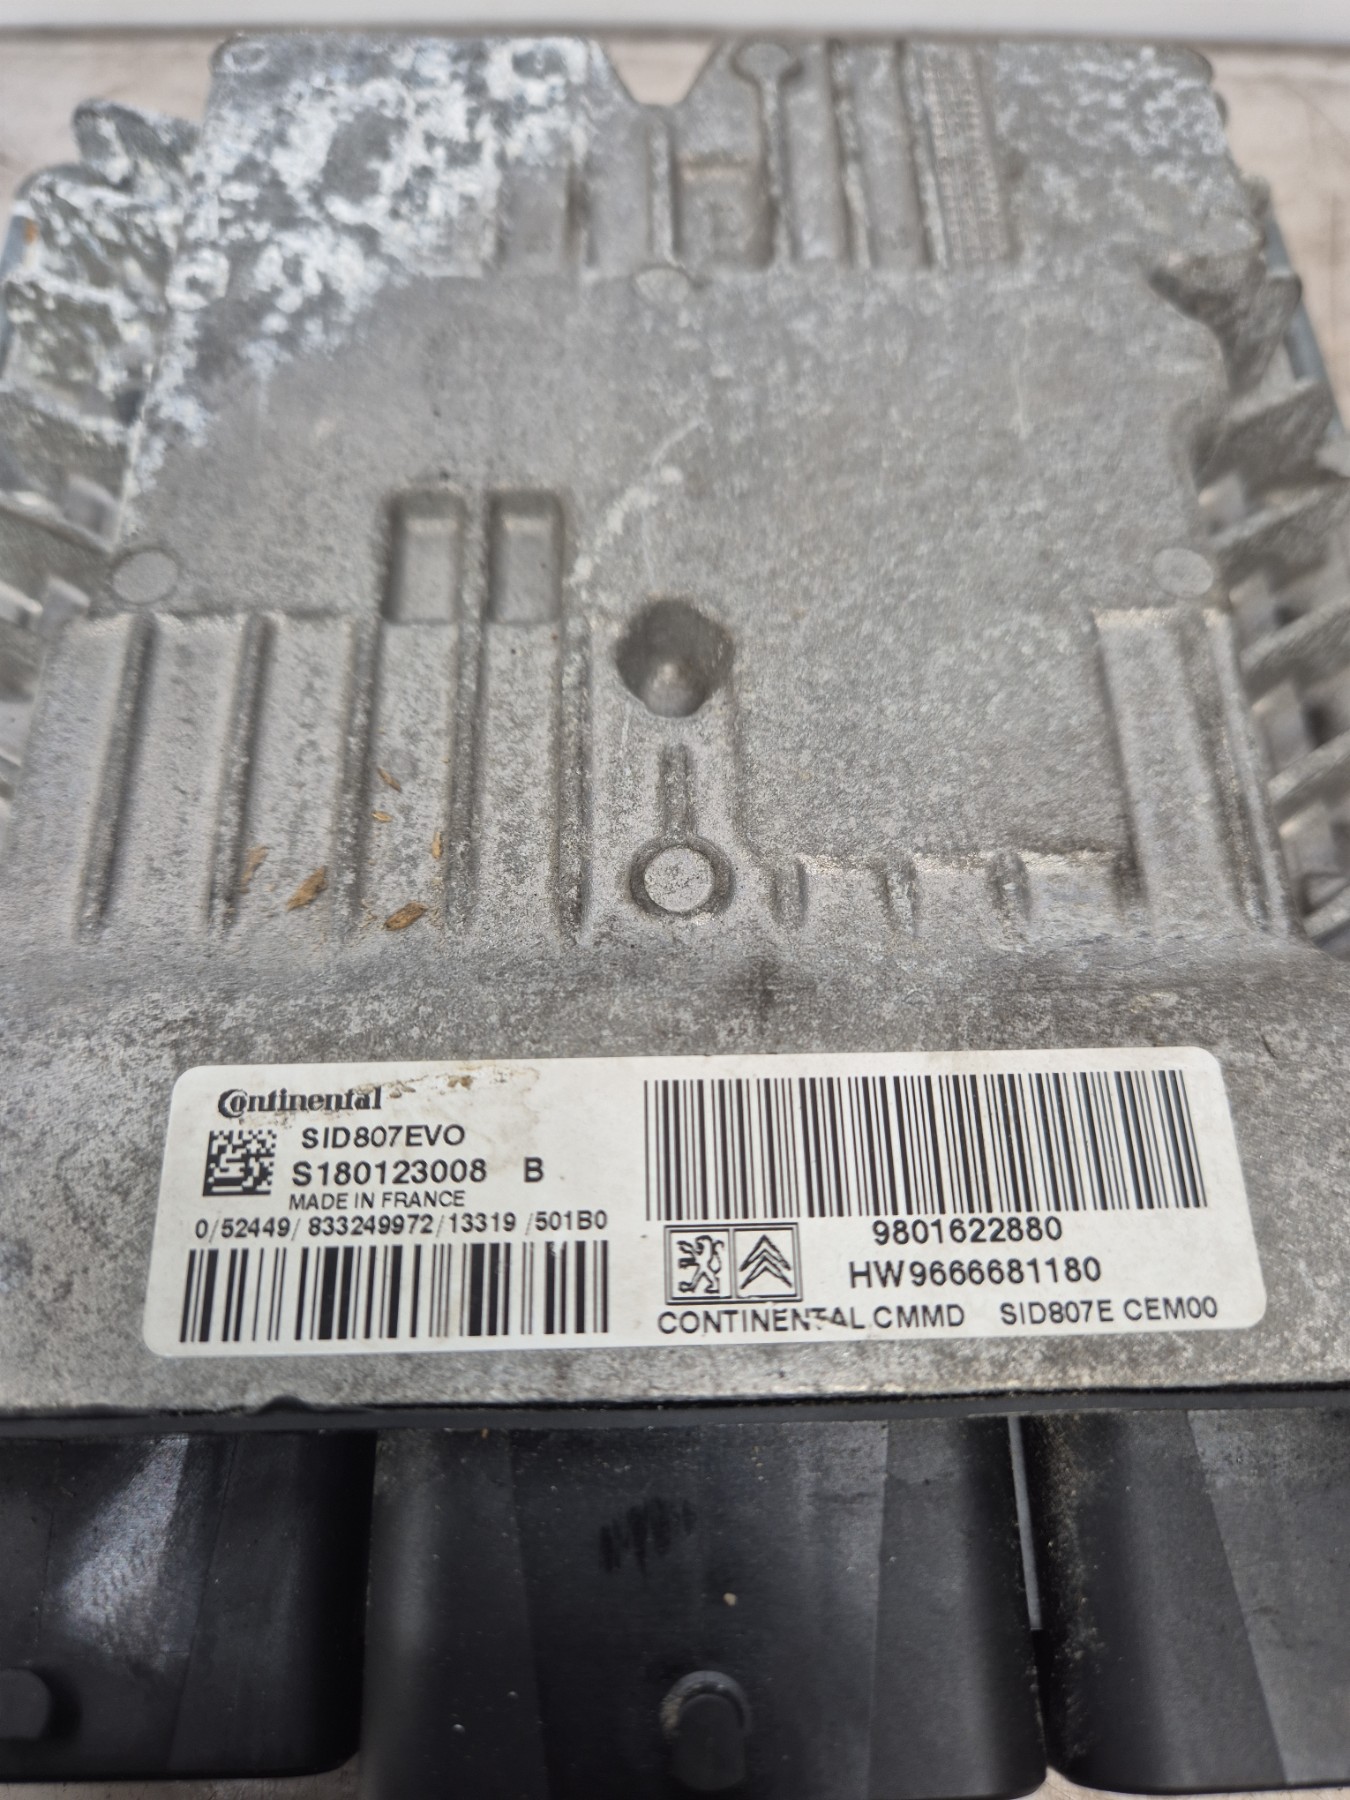 Continental
SID807EVO
S180123008 B
MADE IN FRANCE
0/52449/833249972/13319/501B0
9801622880
HW9666681180
CONTINENTAL CMMD SID807E CEM00